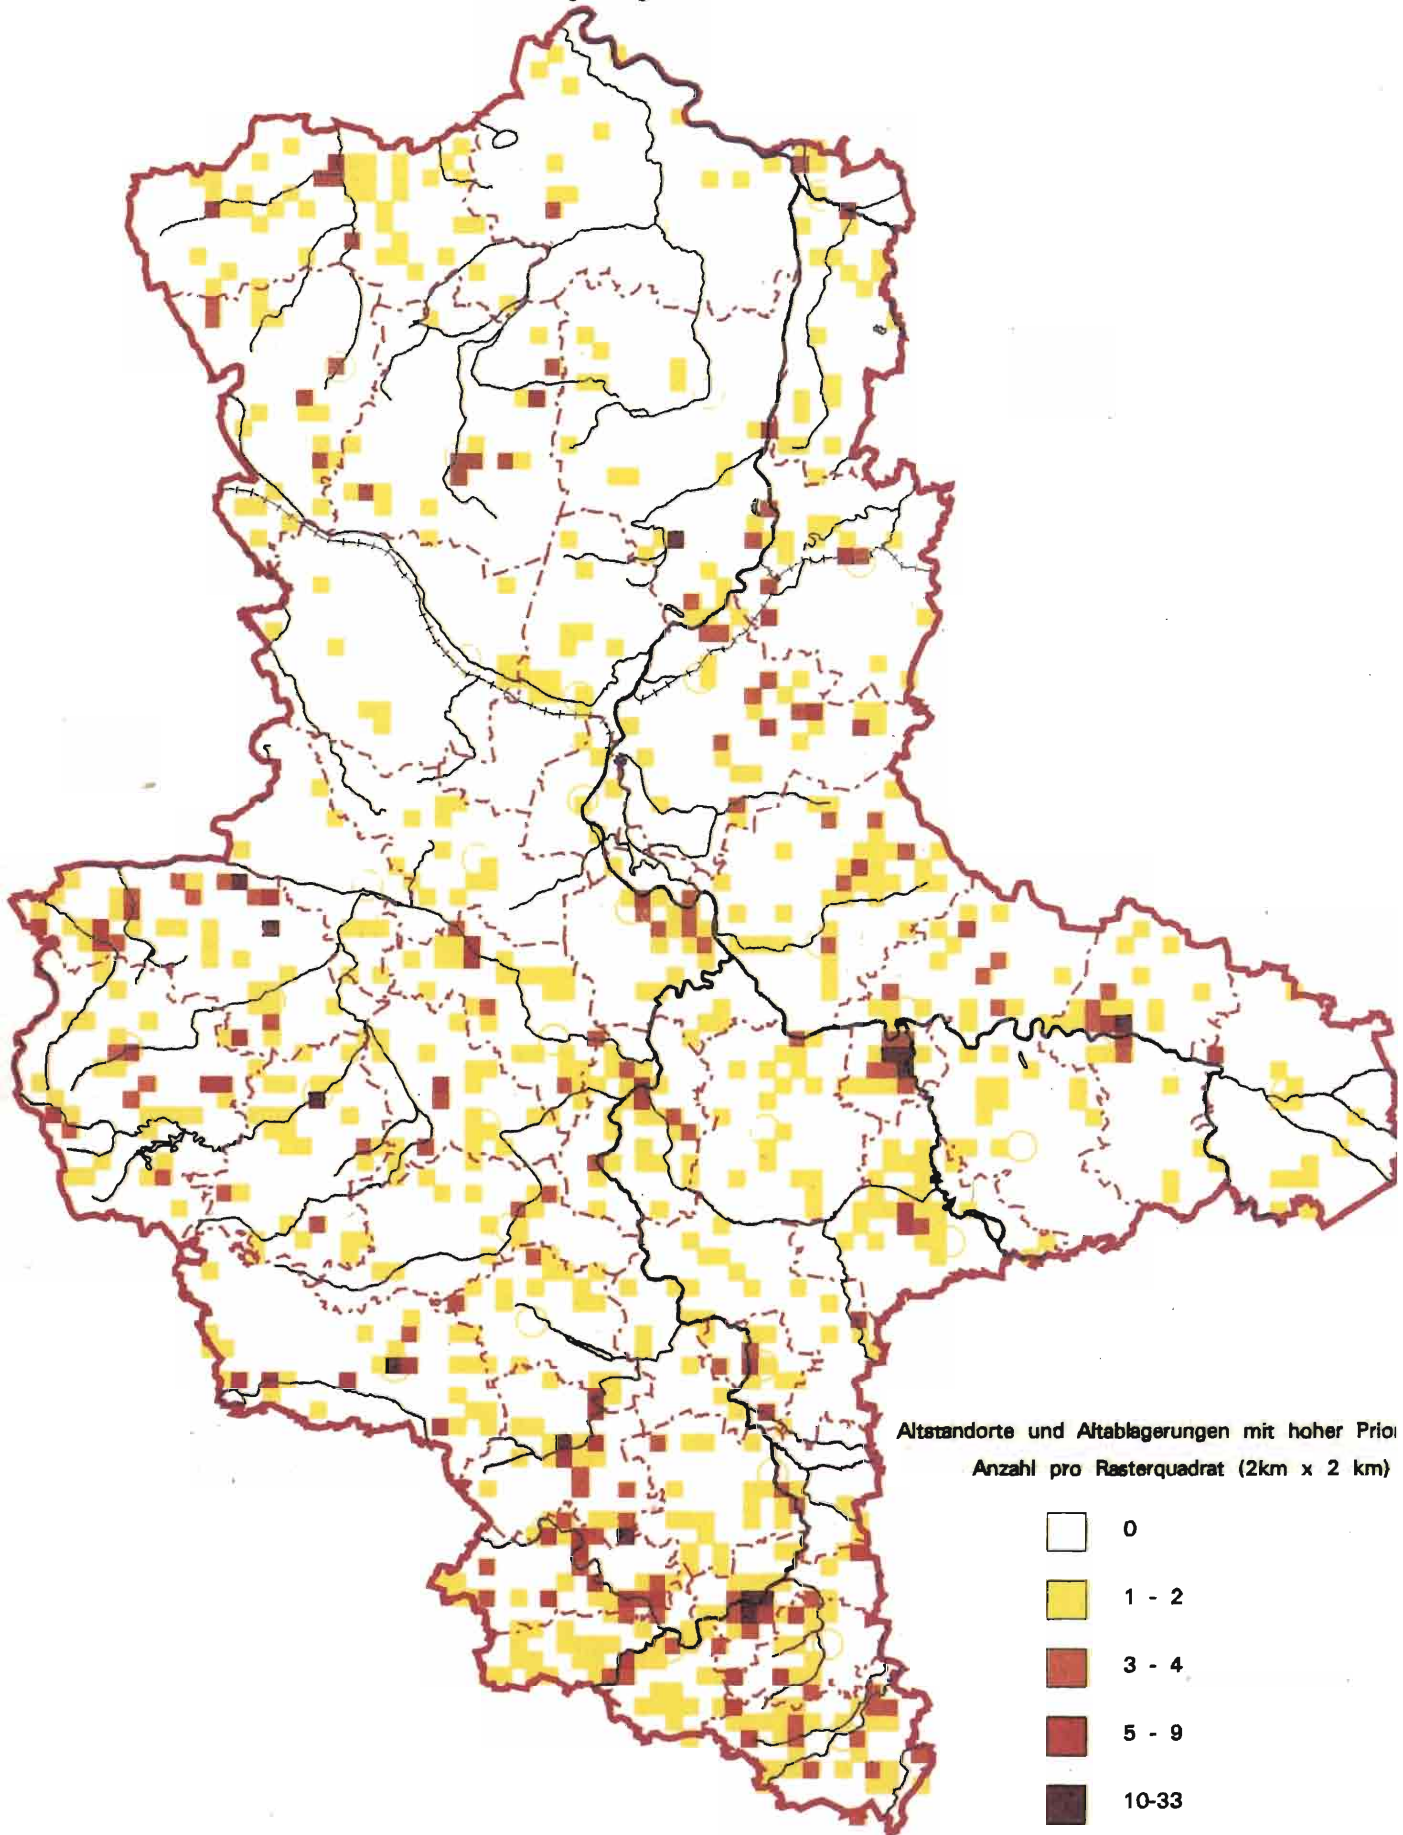 Altstandorte und Altablagerungen mit hoher
Anzahl pro Rasterquadrat (2km x 2 km)
0
1 - 2
3 - 4
5 - 9
10-33